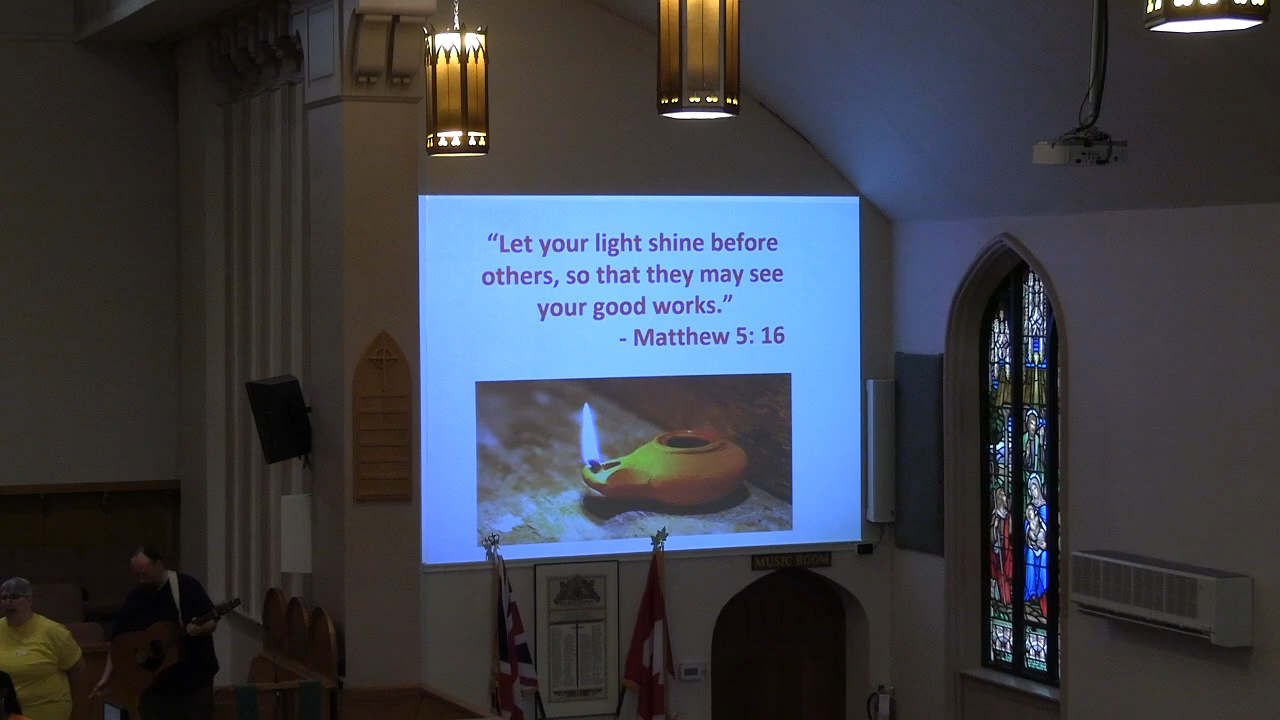 “Let your light shine before
others, so that they may see
your good works.”
- Matthew 5: 16
MUSIC ROOM